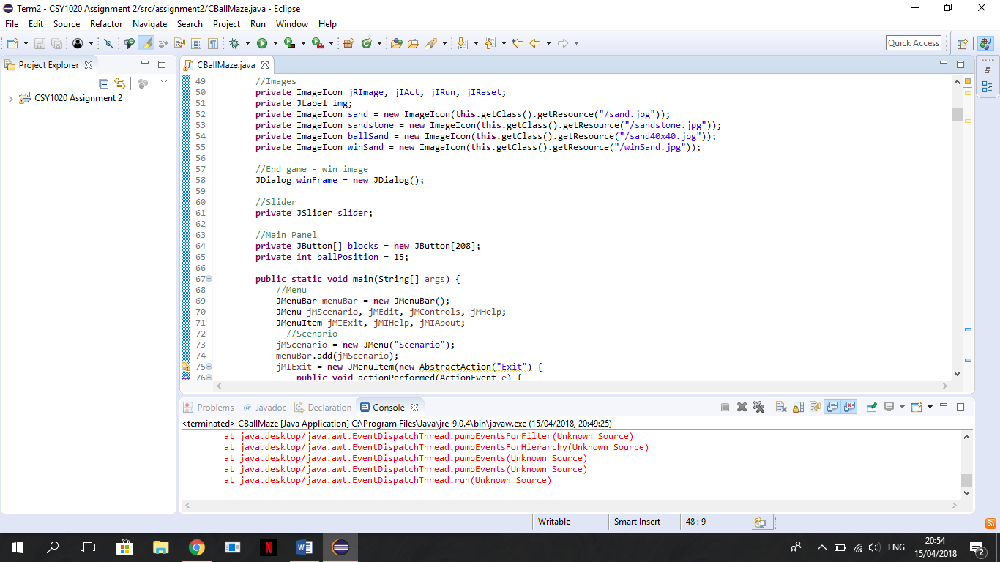 Term2 - CSY1020 Assignment 2/src/assignment2/CBallMaze.java - Eclipse
File Edit Source Refactor Navigate Search Project Run Window Help
Quick Access
Project Explorer
CBallMaze.java
CSY1020 Assignment 2
49 //Images
50 private ImageIcon jRImage, jIAct, jIRun, jIReset;
51 private JLabel img;
52 private ImageIcon sand = new ImageIcon(this.getClass().getResource("/sand.jpg"));
53 private ImageIcon sandstone = new ImageIcon(this.getClass().getResource("/sandstone.jpg"));
54 private ImageIcon ballSand = new ImageIcon(this.getClass().getResource("/sand40x40.jpg"));
55 private ImageIcon winSand = new ImageIcon(this.getClass().getResource("/winSand.jpg"));
56
57 //End game - win image
58 JDialog winFrame = new JDialog();
59
60 //Slider
61 private JSlider slider;
62
63 //Main Panel
64 private JButton[] blocks = new JButton[208];
65 private int ballPosition = 15;
66
67 public static void main(String[] args) {
68 //Menu
69 JMenuBar menuBar = new JMenuBar();
70 JMenu jMScenario, jMEdit, jMControls, jMHelp;
71 JMenuItem jMIExit, jMIHelp, jMIAbout;
72 //Scenario
73 jMScenario = new JMenu("Scenario");
74 menuBar.add(jMScenario);
75 jMIExit = new JMenuItem(new AbstractAction("Exit") {
76 public void actionPerformed(ActionEvent e) {
Problems @ Javadoc Declaration Console
<terminated> CBallMaze [Java Application] C:\Program Files\Java\jre-9.0.4\bin\javaw.exe (15/04/2018, 20:49:25)
at java.desktop/java.awt.EventDispatchThread.pumpEventsForFilter(Unknown Source)
at java.desktop/java.awt.EventDispatchThread.pumpEventsForHierarchy(Unknown Source)
at java.desktop/java.awt.EventDispatchThread.pumpEvents(Unknown Source)
at java.desktop/java.awt.EventDispatchThread.pumpEvents(Unknown Source)
at java.desktop/java.awt.EventDispatchThread.run(Unknown Source)
Writable Smart Insert 48 : 9
N W ENG 20:54
15/04/2018 2